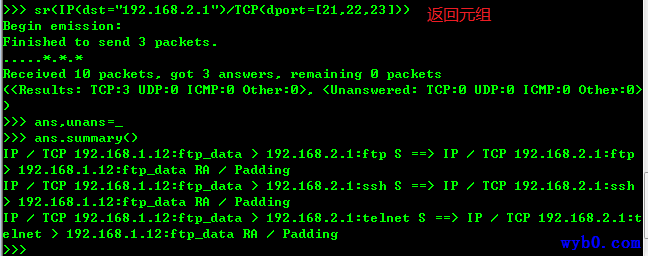 >>> sr(IP(dst="192.168.2.1")/TCP(dport=[21,22,23]))
返回元组
Begin emission:
Finished to send 3 packets.
.....*.*.*
Received 10 packets, got 3 answers, remaining 0 packets
(<Results: TCP:3 UDP:0 ICMP:0 Other:0>, <Unanswered: TCP:0 UDP:0 ICMP:0 Other:0>
)
>>> ans,unans=_
>>> ans.summary()
IP / TCP 192.168.1.12:ftp_data > 192.168.2.1:ftp S ==> IP / TCP 192.168.2.1:ftp
> 192.168.1.12:ftp_data RA / Padding
IP / TCP 192.168.1.12:ftp_data > 192.168.2.1:ssh S ==> IP / TCP 192.168.2.1:ssh
> 192.168.1.12:ftp_data RA / Padding
IP / TCP 192.168.1.12:ftp_data > 192.168.2.1:telnet S ==> IP / TCP 192.168.2.1:t
elnet > 192.168.1.12:ftp_data RA / Padding
>>>
wyb0.com